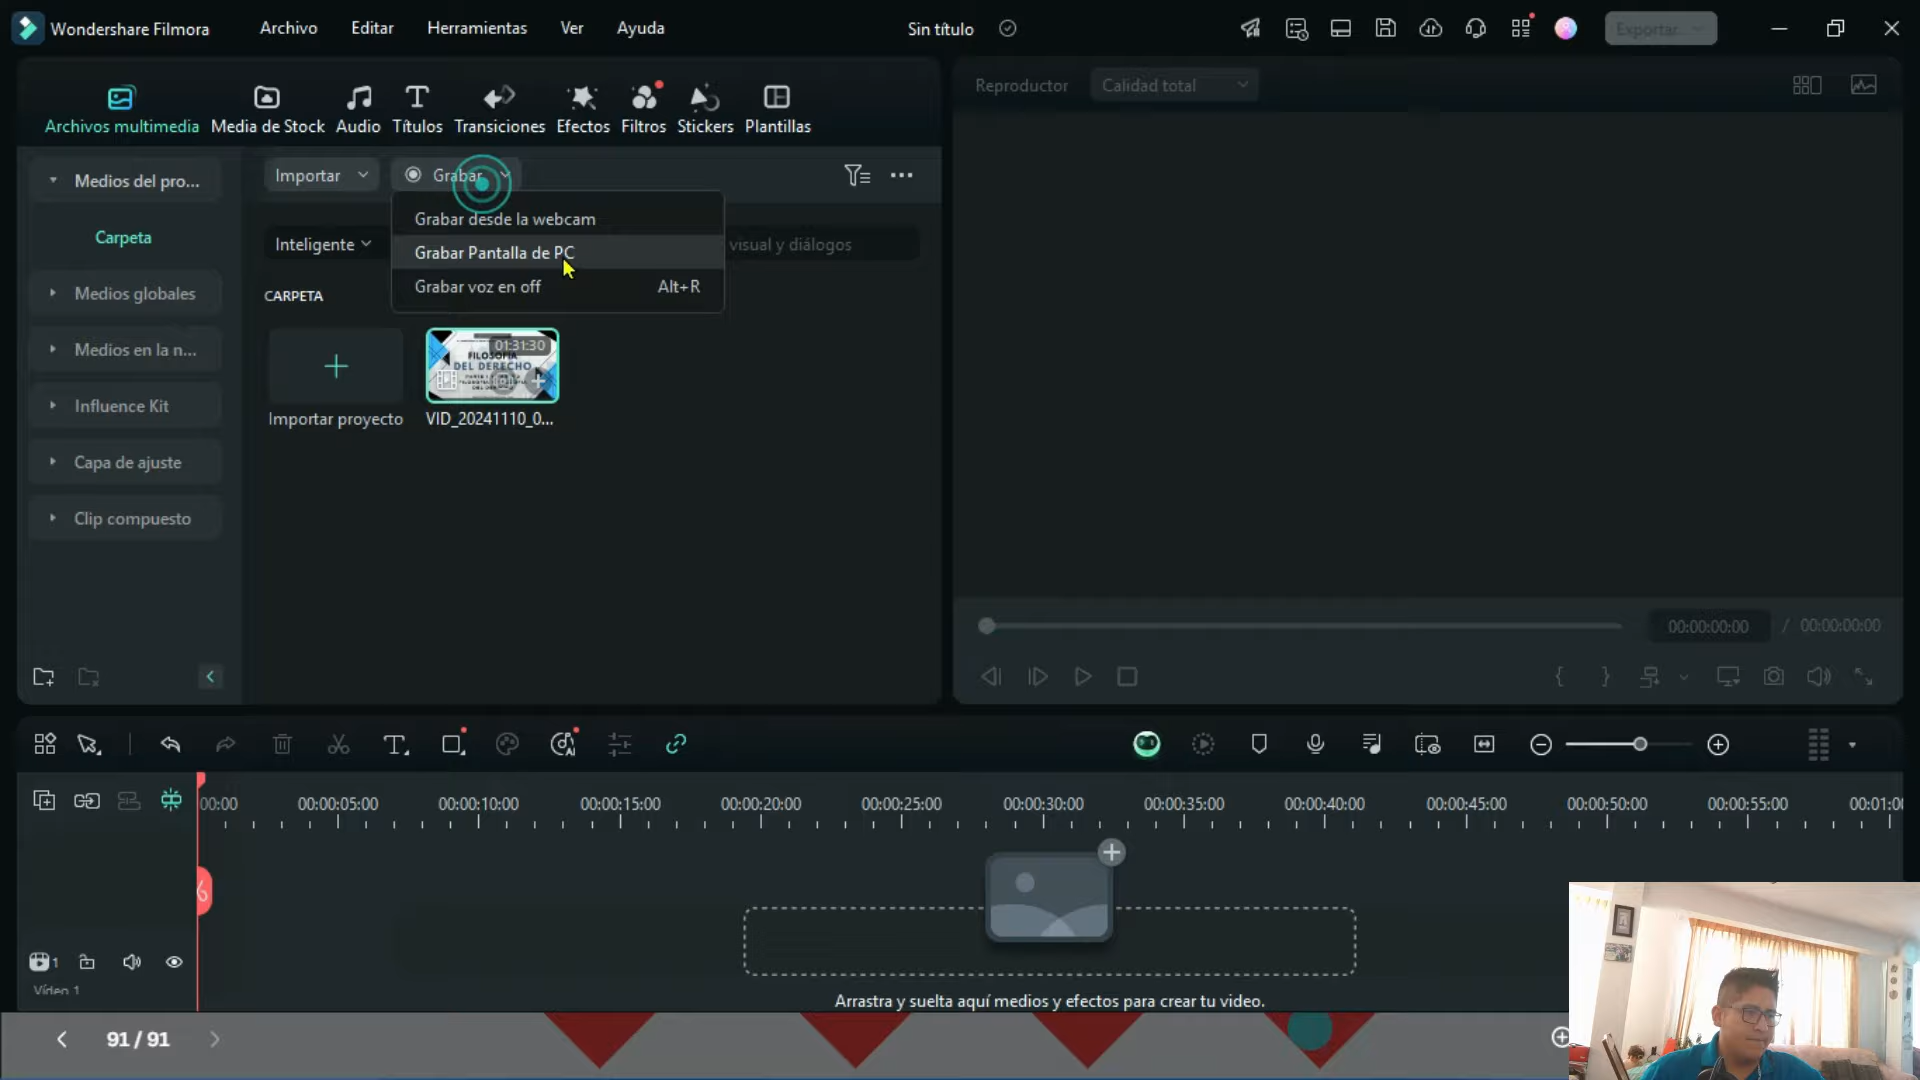 Wondershare Filmora
Archivo
Editar
Herramientas
Ver
Ayuda
Sin título
Exportar
Archivos multimedia
Media de Stock
Audio
Títulos
Transiciones
Efectos
Filtros
Stickers
Plantillas
Reproductor
Calidad total
Medios del pro...
Carpeta
Medios globales
Medios en la n...
Influence Kit
Capa de ajuste
Clip compuesto
Importar
Grabar
Grabar desde la webcam
Grabar Pantalla de PC
Grabar voz en off Alt+R
Inteligente
visual y diálogos
CARPETA
01:31:30
FILOSOFIA
DEL DERECHO
Importar proyecto
VID_20241110_0...
00:00:00:00 / 00:00:00:00
00:00 00:00:05:00 00:00:10:00 00:00:15:00 00:00:20:00 00:00:25:00 00:00:30:00 00:00:35:00 00:00:40:00 00:00:45:00 00:00:50:00 00:00:55:00 00:01:00
1
Vídeo 1
Arrastra y suelta aquí medios y efectos para crear tu video.
91 / 91